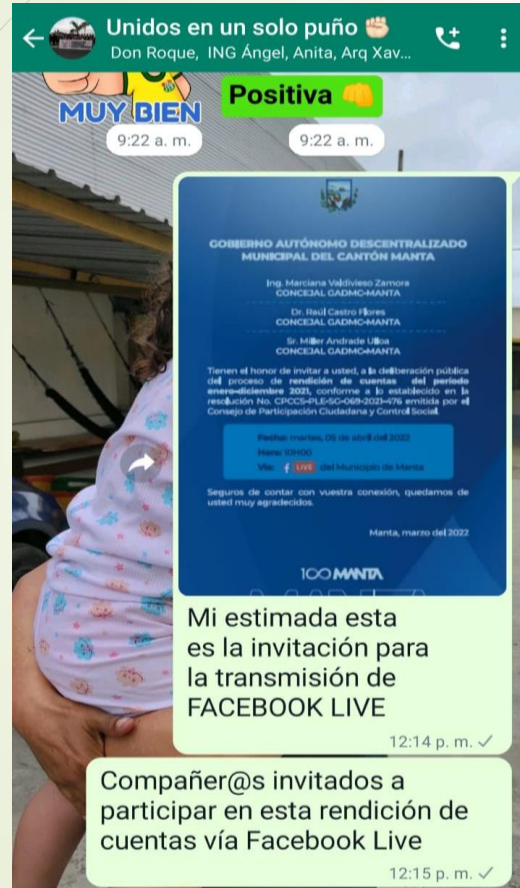 Unidos en un solo puño
Don Roque, ING Ángel, Anita, Arq Xav...
MUY BIEN
Positiva
9:22 a. m.
9:22 a. m.
GOBIERNO AUTÓNOMO DESCENTRALIZADO
MUNICIPAL DEL CANTÓN MANTA
Ing. Marciana Valdivieso Zamora
CONCEJAL GADMC-MANTA
Dr. Raúl Castro Flores
CONCEJAL GADMC-MANTA
Sr. Miller Andrade Ulloa
CONCEJAL GADMC-MANTA
Tienen el honor de invitar a usted, a la deliberación pública
del proceso de rendición de cuentas del periodo
enero-diciembre 2021, conforme a lo establecido en la
resolución No. CPCCS-PLE-SG-069-2021-476 emitida por el
Consejo de Participación Ciudadana y Control Social.
Fecha: martes, 05 de abril del 2022
Hora: 10H00
Vía: f LIVE del Municipio de Manta
Seguros de contar con vuestra conexión, quedamos de
usted muy agradecidos.
Manta, marzo del 2022
100 MANTA
Mi estimada esta
es la invitación para
la transmisión de
FACEBOOK LIVE
12:14 p. m.
Compañer@s invitados a
participar en esta rendición de
cuentas vía Facebook Live
12:15 p. m.